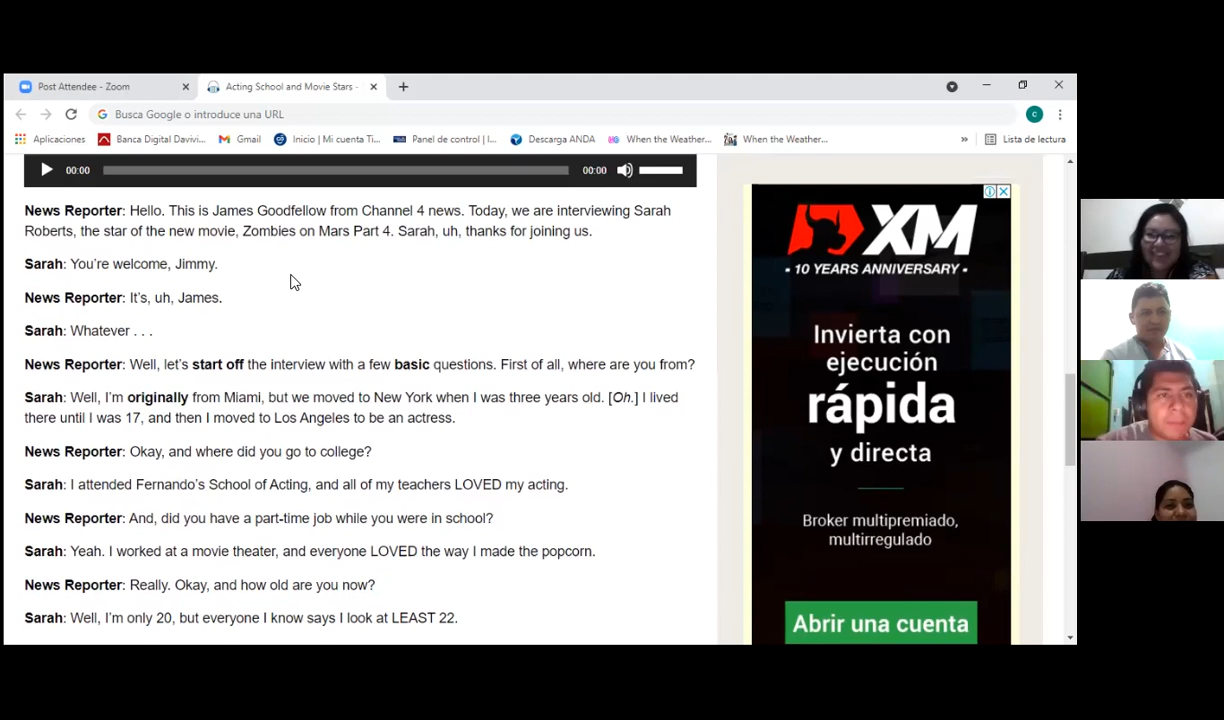 Post Attendee - Zoom
Acting School and Movie Stars -
Busca Google o introduce una URL
c
Aplicaciones
Banca Digital Davivi...
Gmail
Inicio | Mi cuenta Ti...
Panel de control | I...
Descarga ANDA
When the Weather...
When the Weather...
»
Lista de lectura
00:00
00:00
News Reporter: Hello. This is James Goodfellow from Channel 4 news. Today, we are interviewing Sarah
Roberts, the star of the new movie, Zombies on Mars Part 4. Sarah, uh, thanks for joining us.
Sarah: You're welcome, Jimmy.
News Reporter: It's, uh, James.
Sarah: Whatever . . .
News Reporter: Well, let's start off the interview with a few basic questions. First of all, where are you from?
Sarah: Well, I'm originally from Miami, but we moved to New York when I was three years old. [Oh.] I lived
there until I was 17, and then I moved to Los Angeles to be an actress.
News Reporter: Okay, and where did you go to college?
Sarah: I attended Fernando's School of Acting, and all of my teachers LOVED my acting.
News Reporter: And, did you have a part-time job while you were in school?
Sarah: Yeah. I worked at a movie theater, and everyone LOVED the way I made the popcorn.
News Reporter: Really. Okay, and how old are you now?
Sarah: Well, I'm only 20, but everyone I know says I look at LEAST 22.
XM
• 10 YEARS ANNIVERSARY •
Invierta con
ejecución
rápida
y directa
Broker multipremiado,
multirregulado
Abrir una cuenta